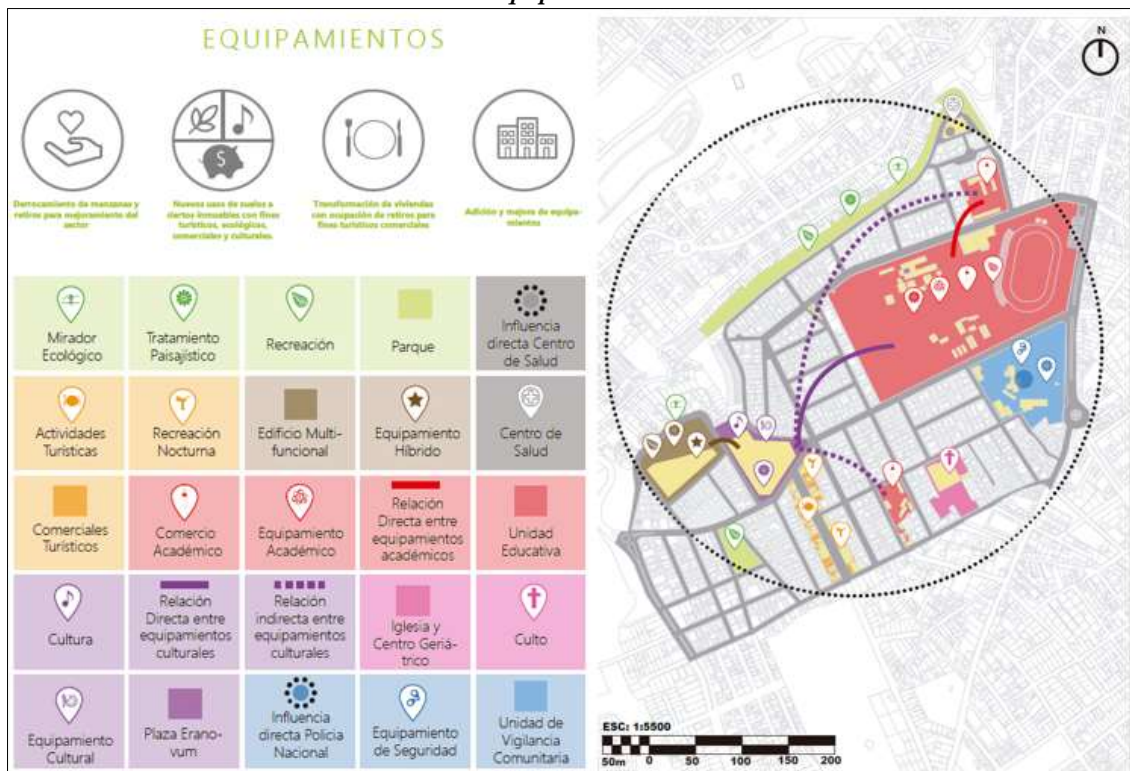 EQUIPAMIENTOS
Derrocamiento de manzanas y
retiros para mejoramiento del
sector
Nuevos usos de suelos a
ciertos inmuebles con fines
turísticos, ecológicos,
comerciales y culturales.
Transformación de viviendas
con ocupación de retiros para
fines turísticos comerciales
Adición y mejora de equipa-
mientos
Mirador
Ecológico
Tratamiento
Paisajístico
Recreación
Parque
Influencia
directa Centro
de Salud
Actividades
Turísticas
Recreación
Nocturna
Edificio Multi-
funcional
Equipamiento
Híbrido
Centro de
Salud
Comerciales
Turísticos
Comercio
Académico
Equipamiento
Académico
Relación
Directa entre
equipamientos
académicos
Unidad
Educativa
Cultura
Relación
Directa entre
equipamientos
culturales
Relación
indirecta entre
equipamientos
culturales
Iglesia y
Centro Geriá-
trico
Culto
Equipamiento
Cultural
Plaza Erano-
vum
Influencia
directa Policia
Nacional
Equipamiento
de Seguridad
Unidad de
Vigilancia
Comunitaria
N
ESC: 1:5500
50m 0 50 100 150 200